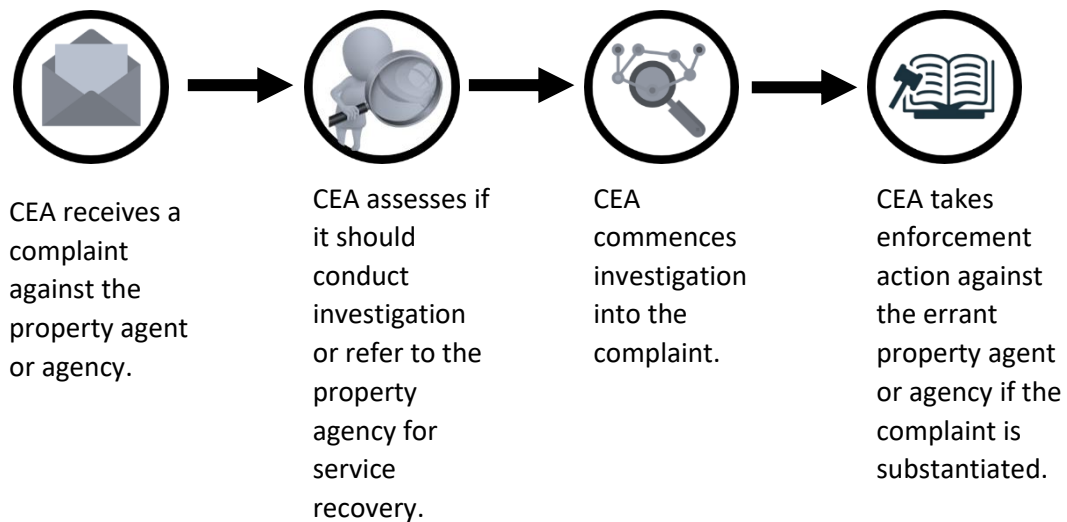 CEA receives a
complaint
against the
property agent
or agency.
CEA assesses if
it should
conduct
investigation
or refer to the
property
agency for
service
recovery.
CEA
commences
investigation
into the
complaint.
CEA takes
enforcement
action against
the errant
property agent
or agency if the
complaint is
substantiated.